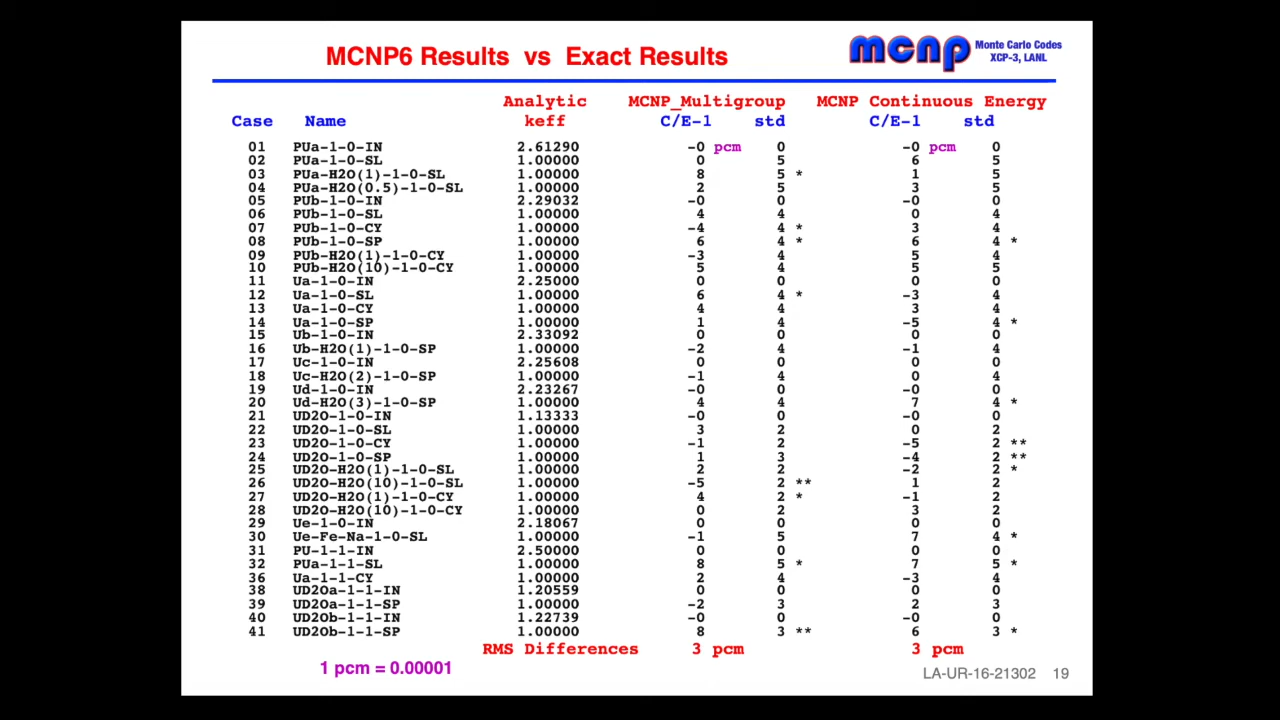 MCNP6 Results vs Exact Results
mcnp Monte Carlo Codes
XCP-3, LANL
Analytic MCNP_Multigroup MCNP Continuous Energy
Case Name keff C/E-1 std C/E-1 std
01 PUa-1-0-IN 2.61290 -0 pcm 0 -0 pcm 0
02 PUa-1-0-SL 1.00000 0 5 6 5
03 PUa-H2O(1)-1-0-SL 1.00000 8 5 * 1 5
04 PUa-H2O(0.5)-1-0-SL 1.00000 2 5 3 5
05 PUb-1-0-IN 2.29032 -0 0 -0 0
06 PUb-1-0-SL 1.00000 4 4 0 4
07 PUb-1-0-CY 1.00000 -4 4 * 3 4
08 PUb-1-0-SP 1.00000 6 4 * 6 4 *
09 PUb-H2O(1)-1-0-CY 1.00000 -3 4 5 4
10 PUb-H2O(10)-1-0-CY 1.00000 5 4 5 5
11 Ua-1-0-IN 2.25000 0 0 0 0
12 Ua-1-0-SL 1.00000 6 4 * -3 4
13 Ua-1-0-CY 1.00000 4 4 3 4
14 Ua-1-0-SP 1.00000 1 4 -5 4 *
15 Ub-1-0-IN 2.33092 0 0 0 0
16 Ub-H2O(1)-1-0-SP 1.00000 -2 4 -1 4
17 Uc-1-0-IN 2.25608 0 0 0 0
18 Uc-H2O(2)-1-0-SP 1.00000 -1 4 0 4
19 Ud-1-0-IN 2.23267 -0 0 -0 0
20 Ud-H2O(3)-1-0-SP 1.00000 4 4 7 4 *
21 UD2O-1-0-IN 1.13333 -0 0 -0 0
22 UD2O-1-0-SL 1.00000 3 2 0 2
23 UD2O-1-0-CY 1.00000 -1 2 -5 2 **
24 UD2O-1-0-SP 1.00000 1 3 -4 2 **
25 UD2O-H2O(1)-1-0-SL 1.00000 2 2 -2 2 *
26 UD2O-H2O(10)-1-0-SL 1.00000 -5 2 ** 1 2
27 UD2O-H2O(1)-1-0-CY 1.00000 4 2 * -1 2
28 UD2O-H2O(10)-1-0-CY 1.00000 0 2 3 2
29 Ue-1-0-IN 2.18067 0 0 0 0
30 Ue-Fe-Na-1-0-SL 1.00000 -1 5 7 4 *
31 PU-1-1-IN 2.50000 0 0 0 0
32 PUa-1-1-SL 1.00000 8 5 * 7 5 *
36 Ua-1-1-CY 1.00000 2 4 -3 4
38 UD2Oa-1-1-IN 1.20559 0 0 0 0
39 UD2Oa-1-1-SP 1.00000 -2 3 2 3
40 UD2Ob-1-1-IN 1.22739 -0 0 -0 0
41 UD2Ob-1-1-SP 1.00000 8 3 ** 6 3 *
RMS Differences 3 pcm 3 pcm
1 pcm = 0.00001
LA-UR-16-21302 19